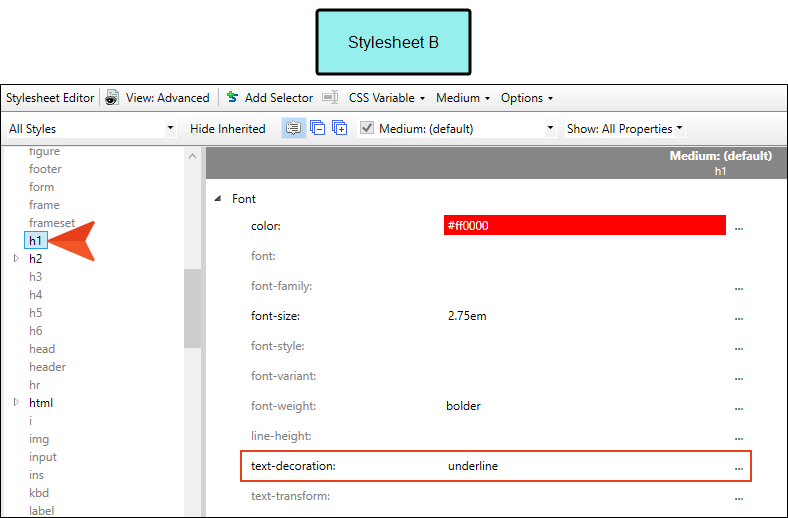 Stylesheet B
Stylesheet Editor View: Advanced Add Selector CSS Variable Medium Options
All Styles Hide Inherited Medium: (default) Show: All Properties
figure
footer
form
frame
frameset
h1
h2
h3
h4
h5
h6
head
header
hr
html
i
img
input
ins
kbd
label
Medium: (default)
h1
Font
color: #ff0000 ...
font:
font-family: ...
font-size: 2.75em ...
font-style: ...
font-variant: ...
font-weight: bolder ...
line-height: ...
text-decoration: underline ...
text-transform: ...